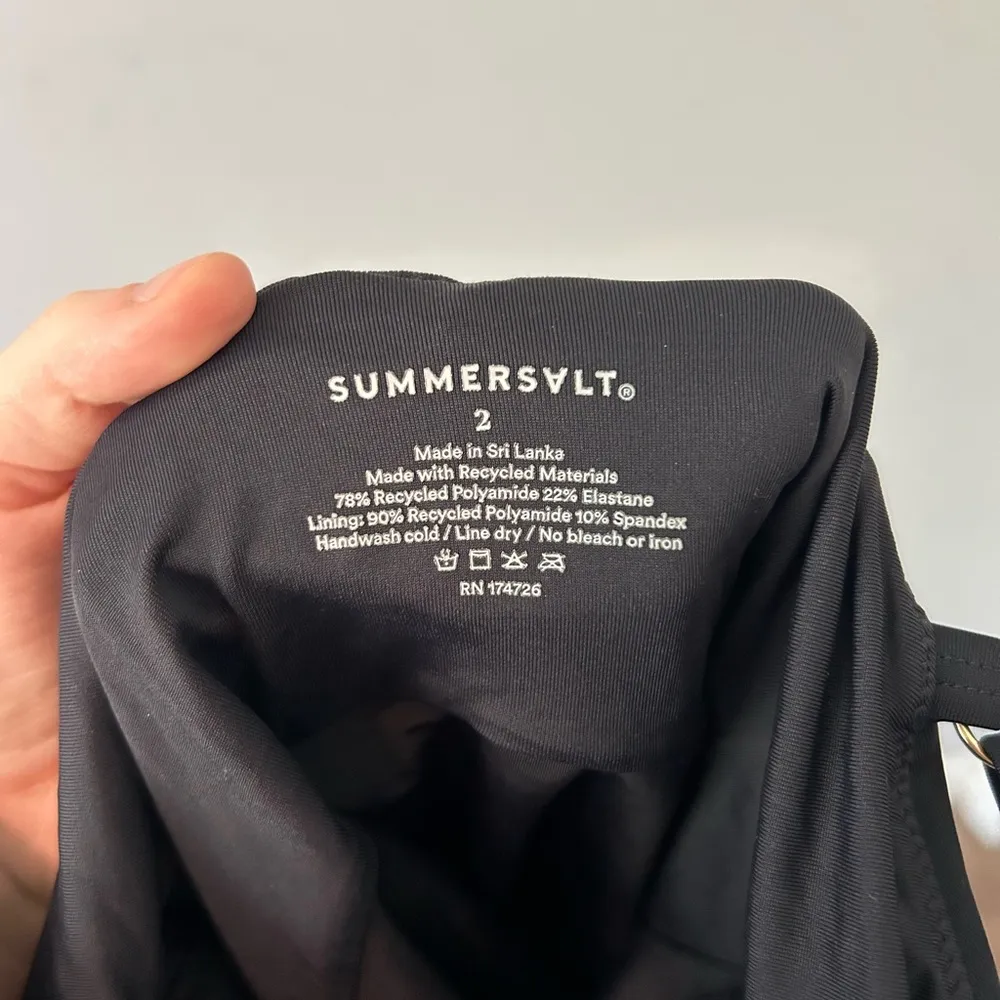 SUMMERSALT®
2
Made in Sri Lanka
Made with Recycled Materials
78% Recycled Polyamide 22% Elastane
Lining: 90% Recycled Polyamide 10% Spandex
Handwash cold / Line dry / No bleach or Iron
RN 174726